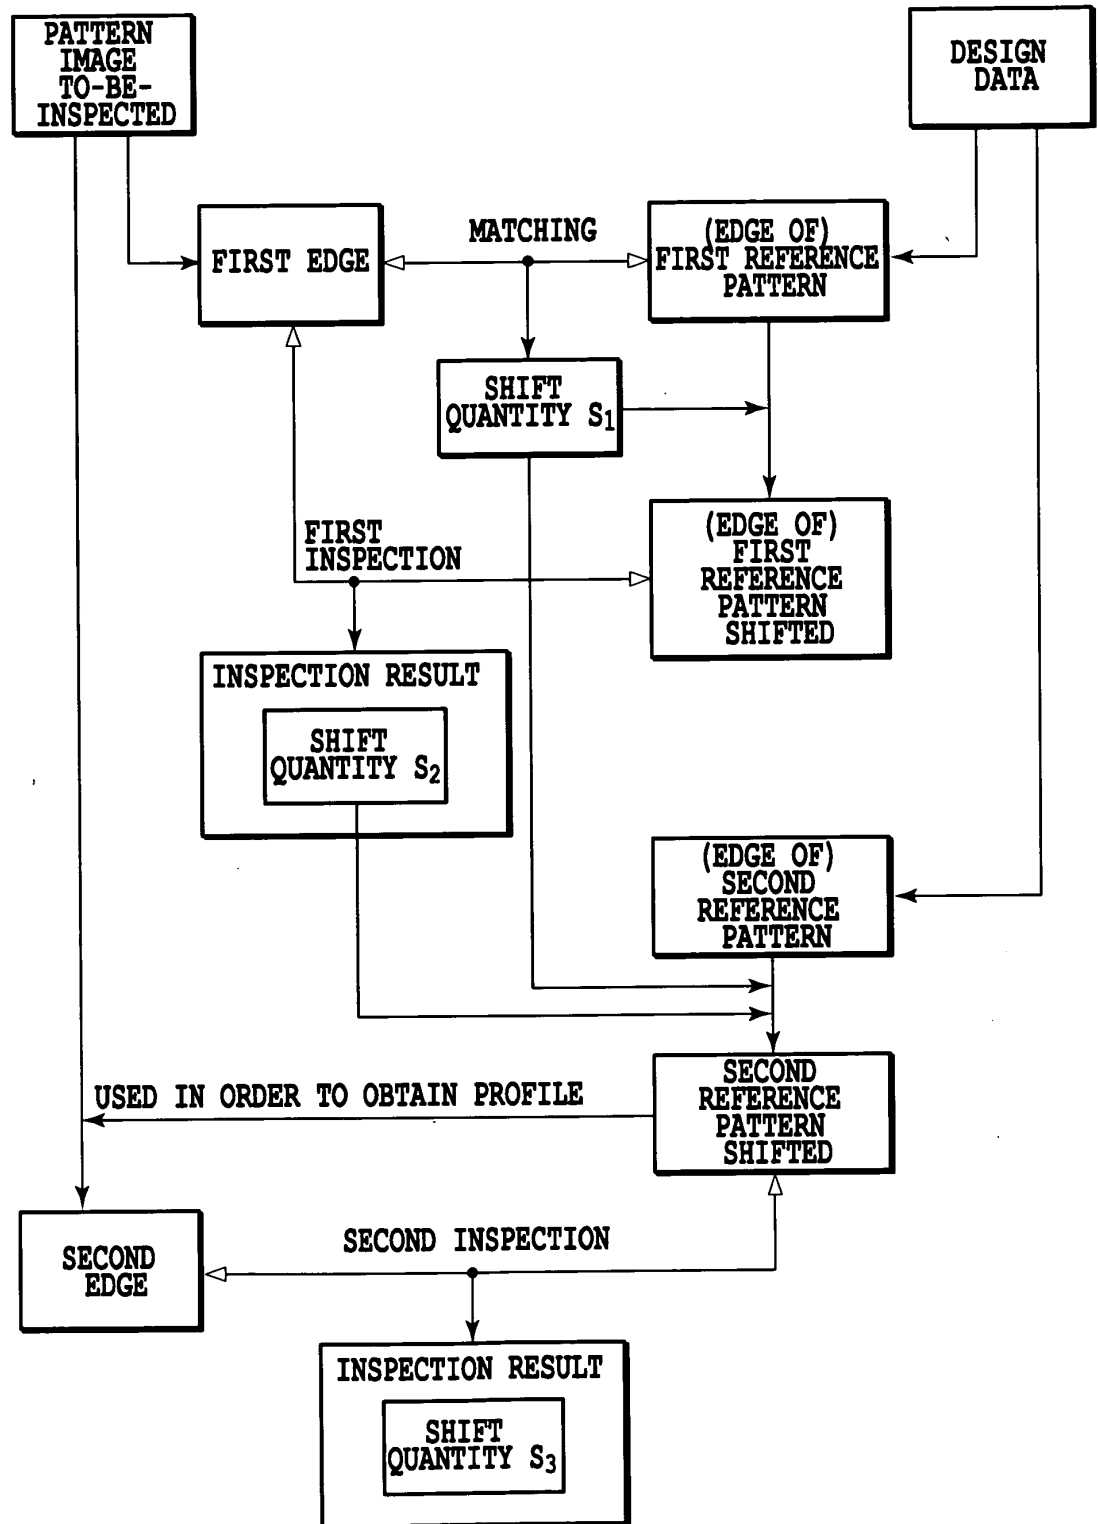 PATTERN
IMAGE
TO-BE-
INSPECTED
DESIGN
DATA
FIRST EDGE
MATCHING
(EDGE OF)
FIRST REFERENCE
PATTERN
SHIFT
QUANTITY S1
FIRST
INSPECTION
(EDGE OF)
FIRST
REFERENCE
PATTERN
SHIFTED
INSPECTION RESULT
SHIFT
QUANTITY S2
(EDGE OF)
SECOND
REFERENCE
PATTERN
USED IN ORDER TO OBTAIN PROFILE
SECOND
REFERENCE
PATTERN
SHIFTED
SECOND
EDGE
SECOND INSPECTION
INSPECTION RESULT
SHIFT
QUANTITY S3